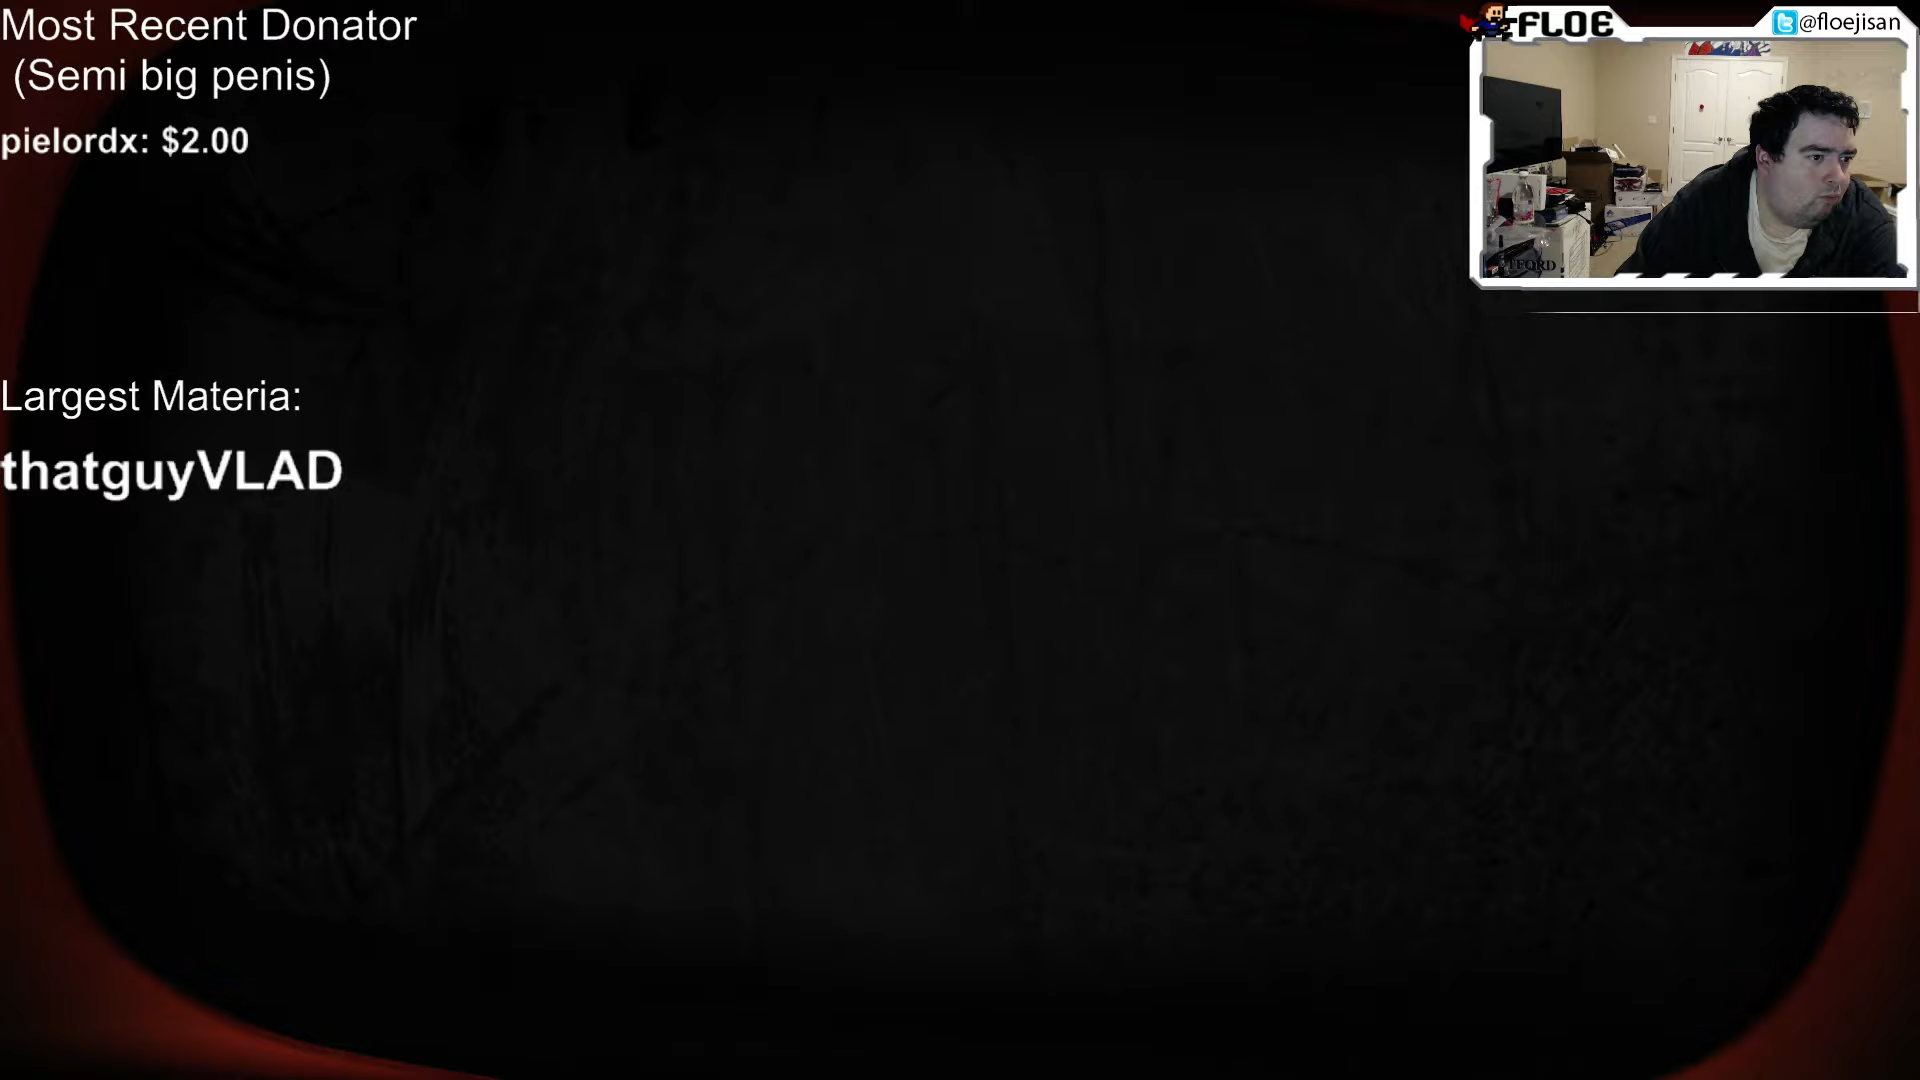 Most Recent Donator
(Semi big penis)
pielordx: $2.00
Largest Materia:
thatguyVLAD
-FLOE
@floejisan